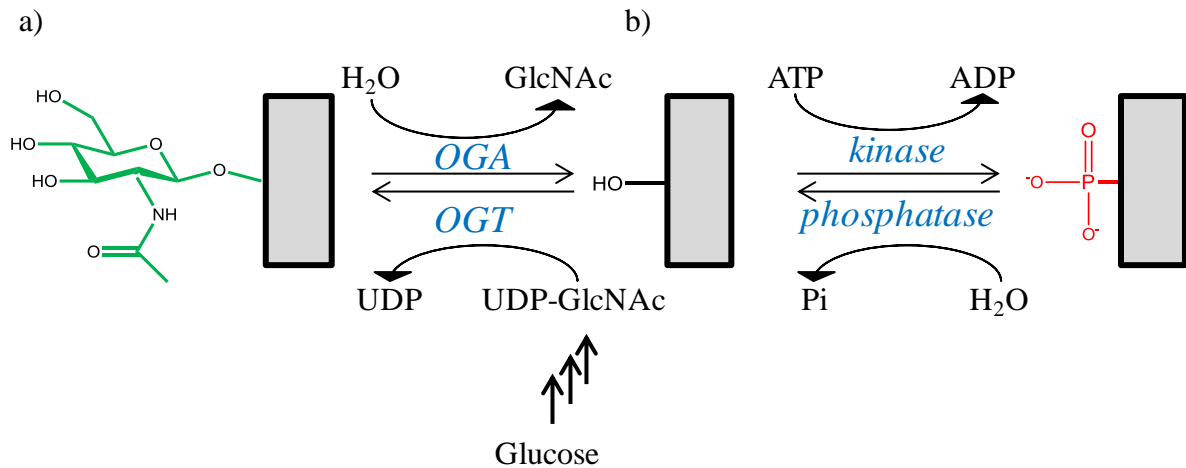 a)
b)
H₂O
GlcNAc
ATP
ADP
HO
HO
O
O
HO
NH
O
OGA
OGT
HO
kinase
phosphatase
O
⁻O
P
O⁻
UDP
UDP-GlcNAc
Pi
H₂O
Glucose